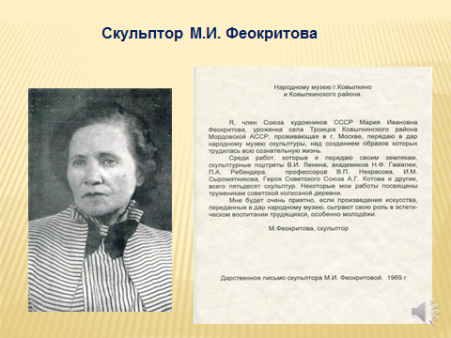 Скульптор М.И. Феокритова
Народному музею г.Ковылкино
и Ковылкинского района.
Я, член Союза художников СССР Мария Ивановна
Феокритова, уроженка села Троицка Ковылкинского района
Мордовской АССР, проживающая в г. Москве, передаю в дар
народному музею скульптуры, над созданием образов которых
трудилась всю сознательную жизнь.
Среди работ, которые я передаю своим землякам,
скульптурные портреты В.И. Ленина, академиков Н.Ф. Гамалеи,
П.А. Ребиндера, профессоров В.П. Некрасова, И.М.
Сыромятникова, Героя Советского Союза А.Г. Котова и другие,
всего пятьдесят скульптур. Некоторые мои работы посвящены
труженикам советской колхозной деревни.
Мне будет очень приятно, если произведения искусства,
переданные в дар народному музею, сыграют свою роль в эстети-
ческом воспитании трудящихся, особенно молодёжи.
М.Феокритова, скульптор
Дарственное письмо скульптора М.И. Феокритовой. 1969 г